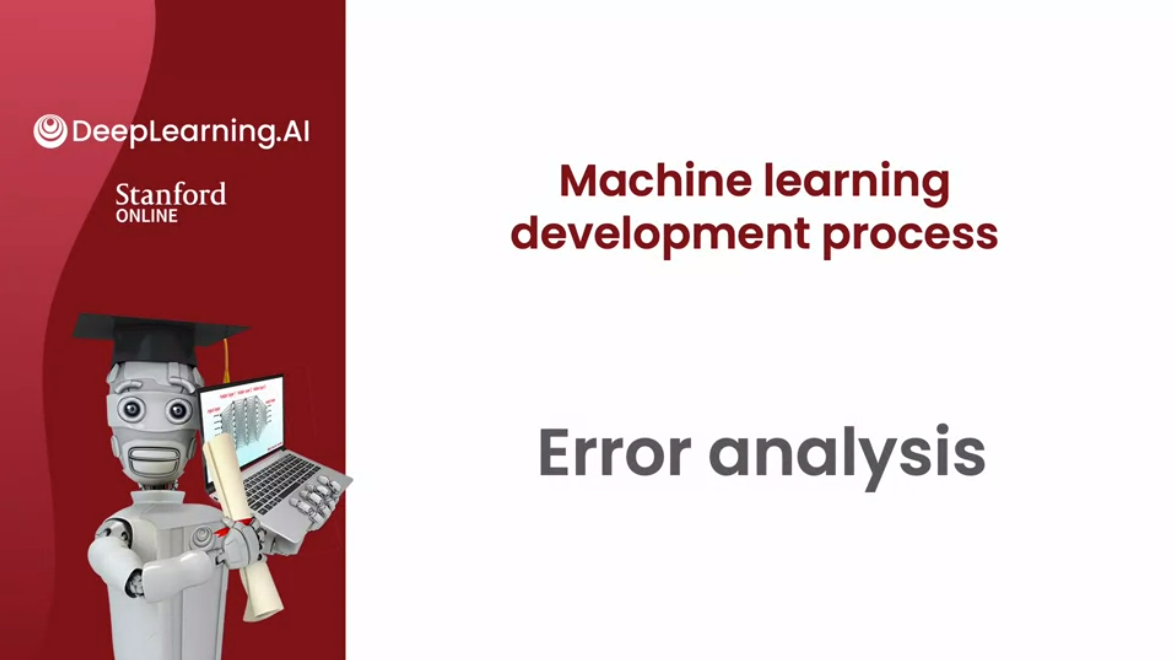 DeepLearning.AI
Stanford
ONLINE
Machine learning
development process
Error analysis